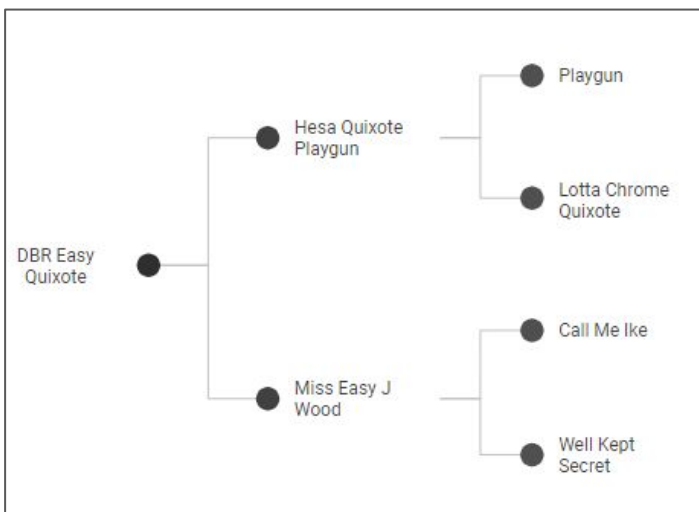 Playgun
Hesa Quixote
Playgun
Lotta Chrome
Quixote
DBR Easy
Quixote
Call Me Ike
Miss Easy J
Wood
Well Kept
Secret